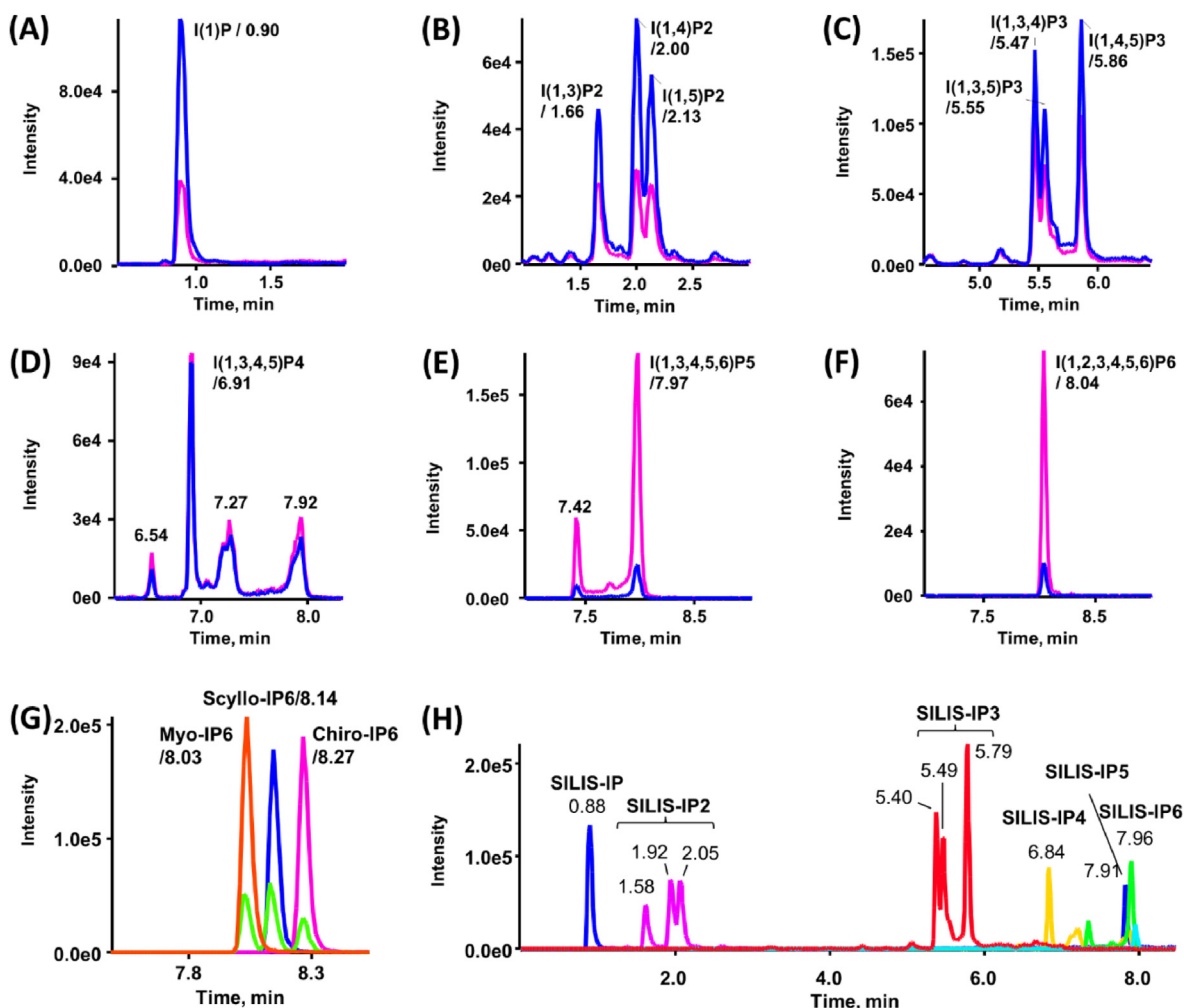 (A)
I(1)P / 0.90
8.0e4
4.0e4
0.0e0
Intensity
1.0
1.5
Time, min
(B)
I(1,4)P2
/2.00
I(1,3)P2
/ 1.66
I(1,5)P2
/2.13
6e4
4e4
2e4
0e0
Intensity
1.5
2.0
2.5
Time, min
(C)
I(1,3,4)P3
/5.47
I(1,4,5)P3
/5.86
I(1,3,5)P3
/5.55
1.5e5
1.0e5
5.0e4
0.0e0
Intensity
5.0
5.5
6.0
Time, min
(D)
I(1,3,4,5)P4
/6.91
9e4
6e4
3e4
0e0
Intensity
6.54
7.27
7.92
7.0
8.0
Time, min
(E)
I(1,3,4,5,6)P5
/7.97
1.5e5
1.0e5
5.0e4
0.0e0
Intensity
7.42
7.5
8.5
Time, min
(F)
I(1,2,3,4,5,6)P6
/ 8.04
6e4
4e4
2e4
0e0
Intensity
7.5
8.5
Time, min
(G)
Scyllo-IP6/8.14
Myo-IP6
/8.03
Chiro-IP6
/8.27
2.0e5
1.0e5
0.0e0
Intensity
7.8
8.3
Time, min
(H)
SILIS-IP
0.88
SILIS-IP2
1.58
1.92
2.05
SILIS-IP3
5.40
5.49
5.79
SILIS-IP4
6.84
SILIS-IP5
7.91
SILIS-IP6
7.96
2.0e5
1.0e5
0.0e0
Intensity
2.0
4.0
6.0
8.0
Time, min